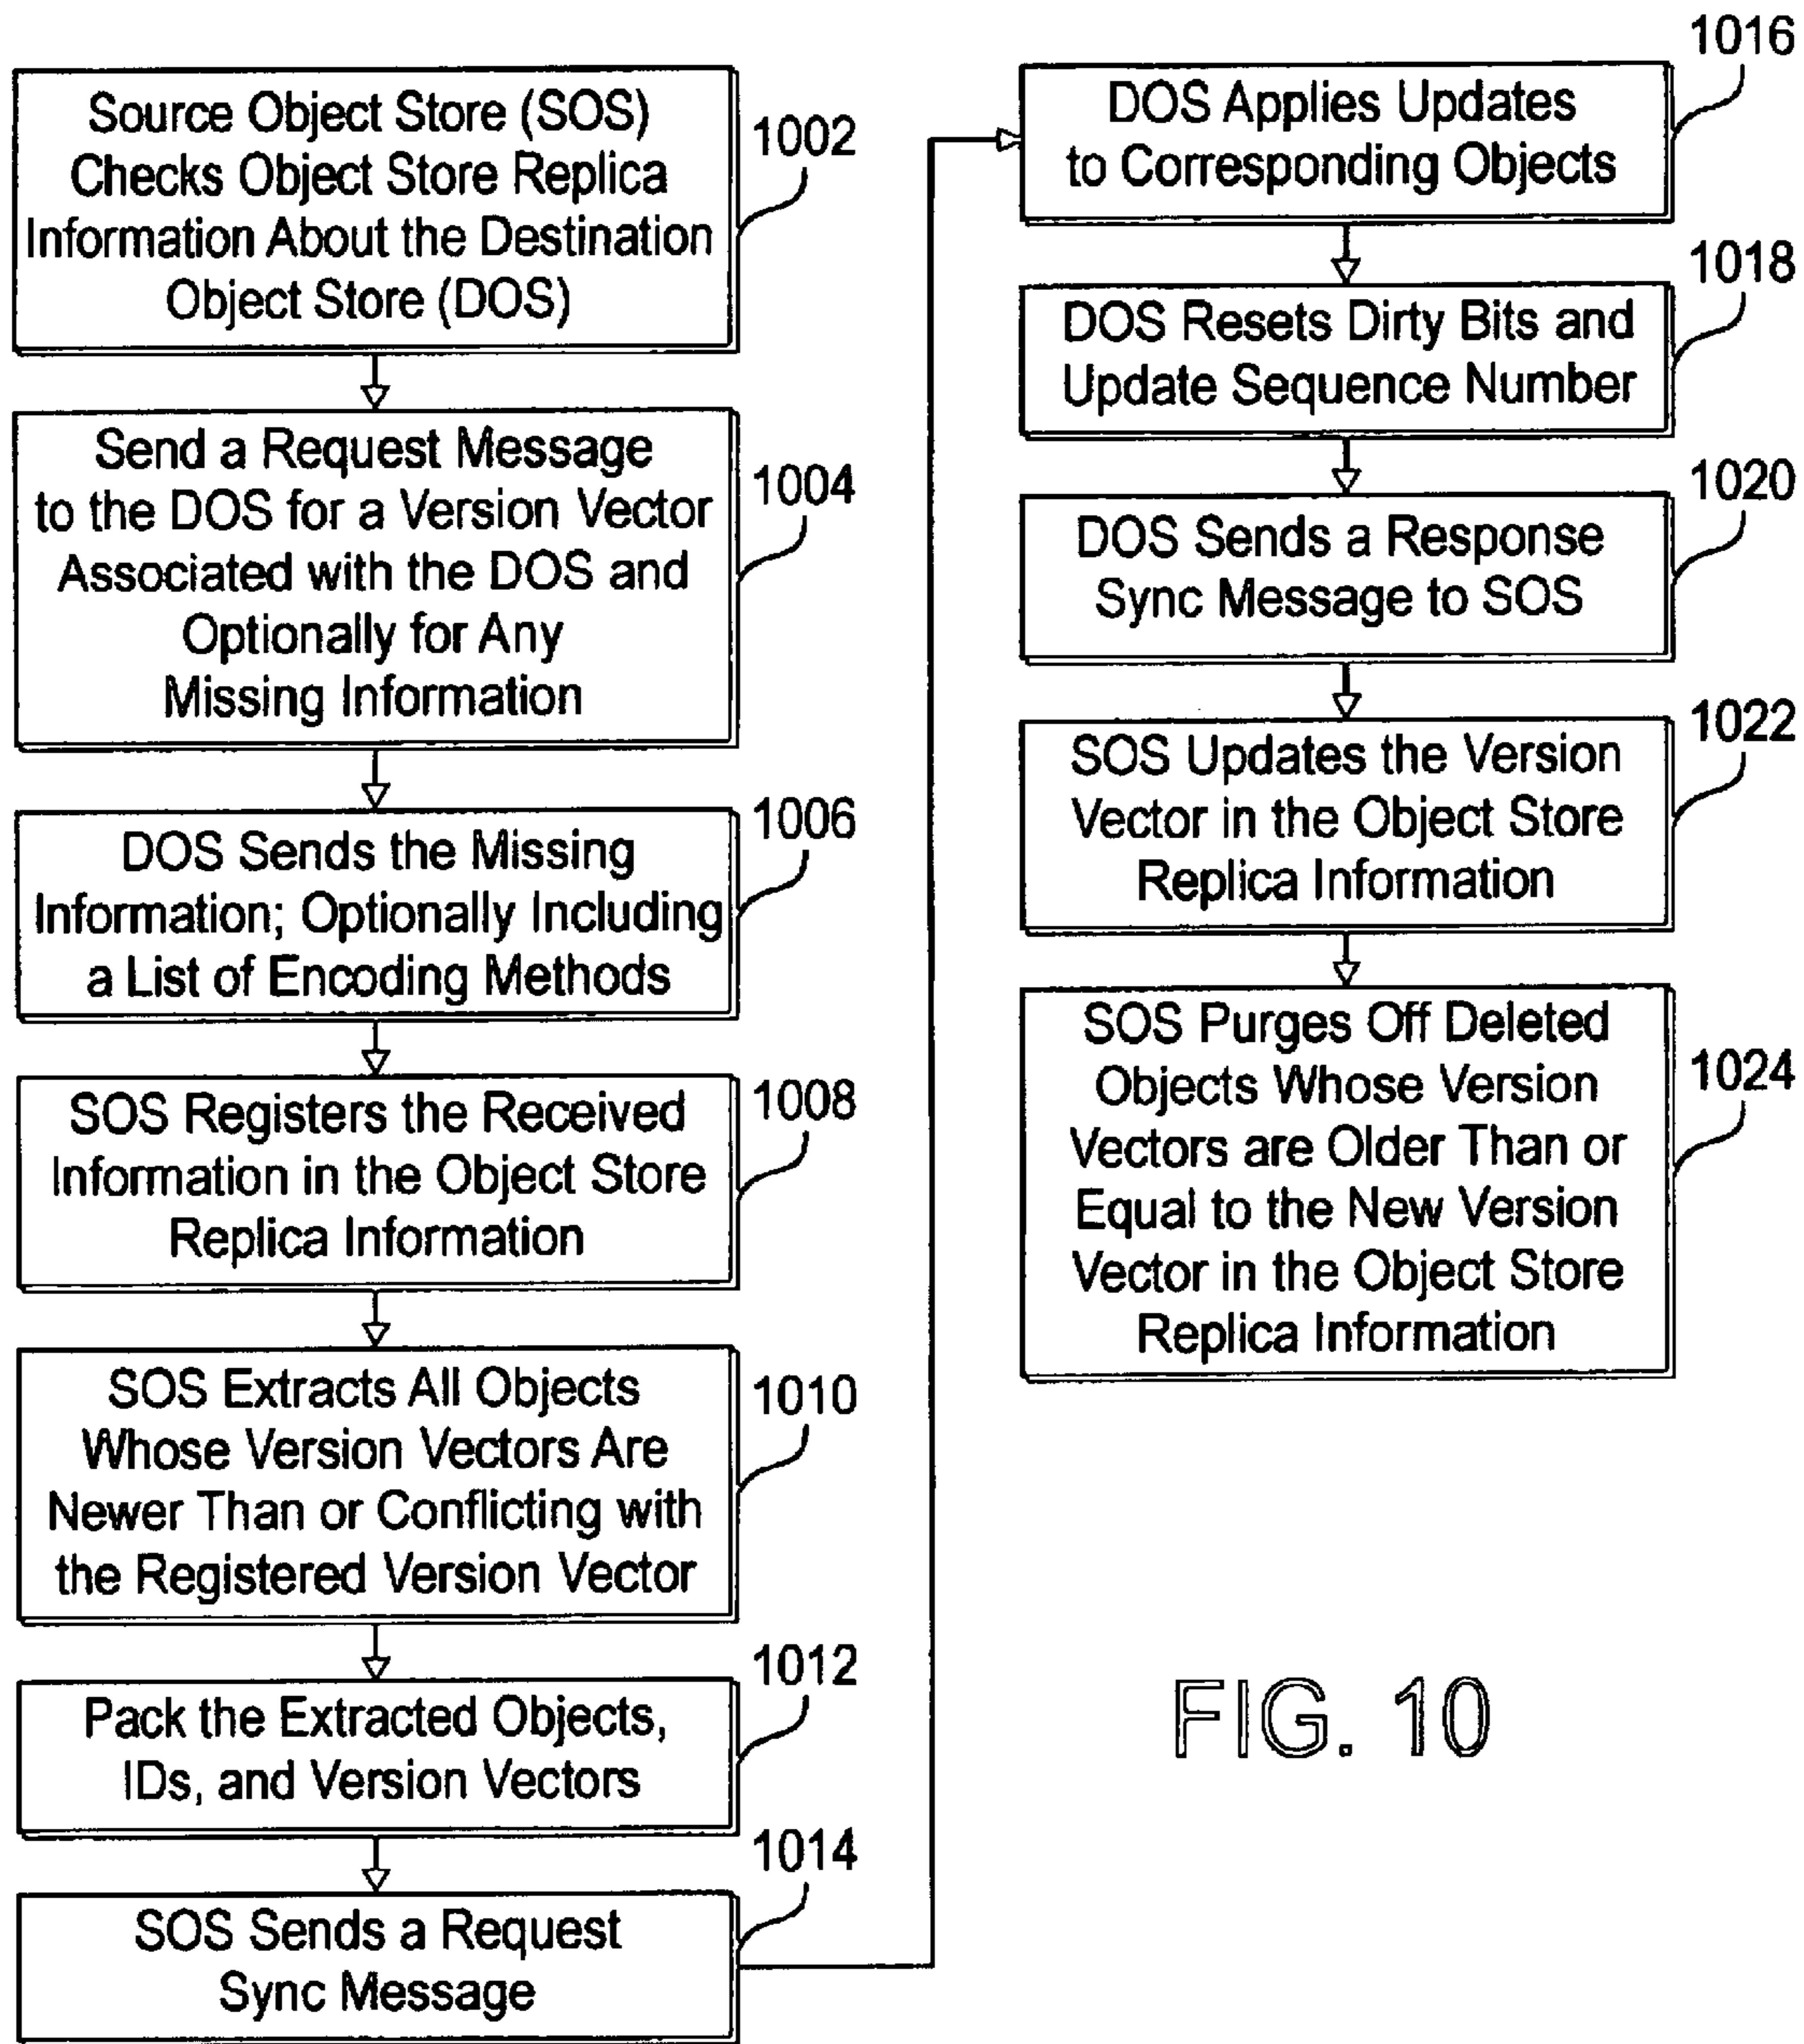 Source Object Store (SOS)
Checks Object Store Replica
Information About the Destination
Object Store (DOS)
1002
Send a Request Message
to the DOS for a Version Vector
Associated with the DOS and
Optionally for Any
Missing Information
1004
DOS Sends the Missing
Information; Optionally Including
a List of Encoding Methods
1006
SOS Registers the Received
Information in the Object Store
Replica Information
1008
SOS Extracts All Objects
Whose Version Vectors Are
Newer Than or Conflicting with
the Registered Version Vector
1010
Pack the Extracted Objects,
IDs, and Version Vectors
1012
SOS Sends a Request
Sync Message
1014
DOS Applies Updates
to Corresponding Objects
1016
DOS Resets Dirty Bits and
Update Sequence Number
1018
DOS Sends a Response
Sync Message to SOS
1020
SOS Updates the Version
Vector in the Object Store
Replica Information
1022
SOS Purges Off Deleted
Objects Whose Version
Vectors are Older Than or
Equal to the New Version
Vector in the Object Store
Replica Information
1024
FIG. 10